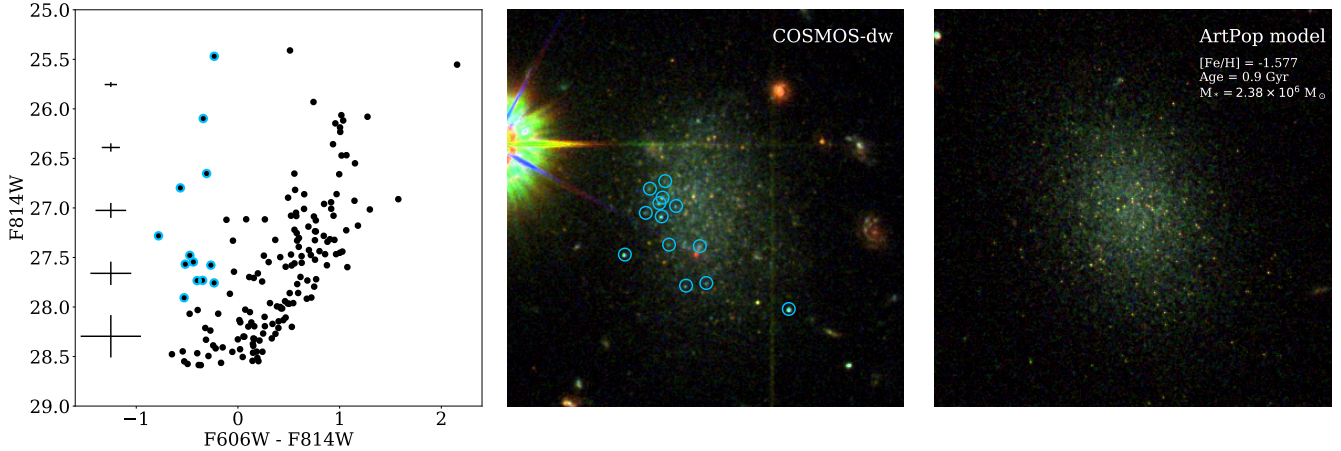 25.0
25.5
26.0
26.5
27.0
27.5
28.0
28.5
29.0
F814W
−1
0
1
2
F606W - F814W
COSMOS-dw
ArtPop model
[Fe/H] = -1.577
Age = 0.9 Gyr
M* = 2.38 × 10⁶ M⊙